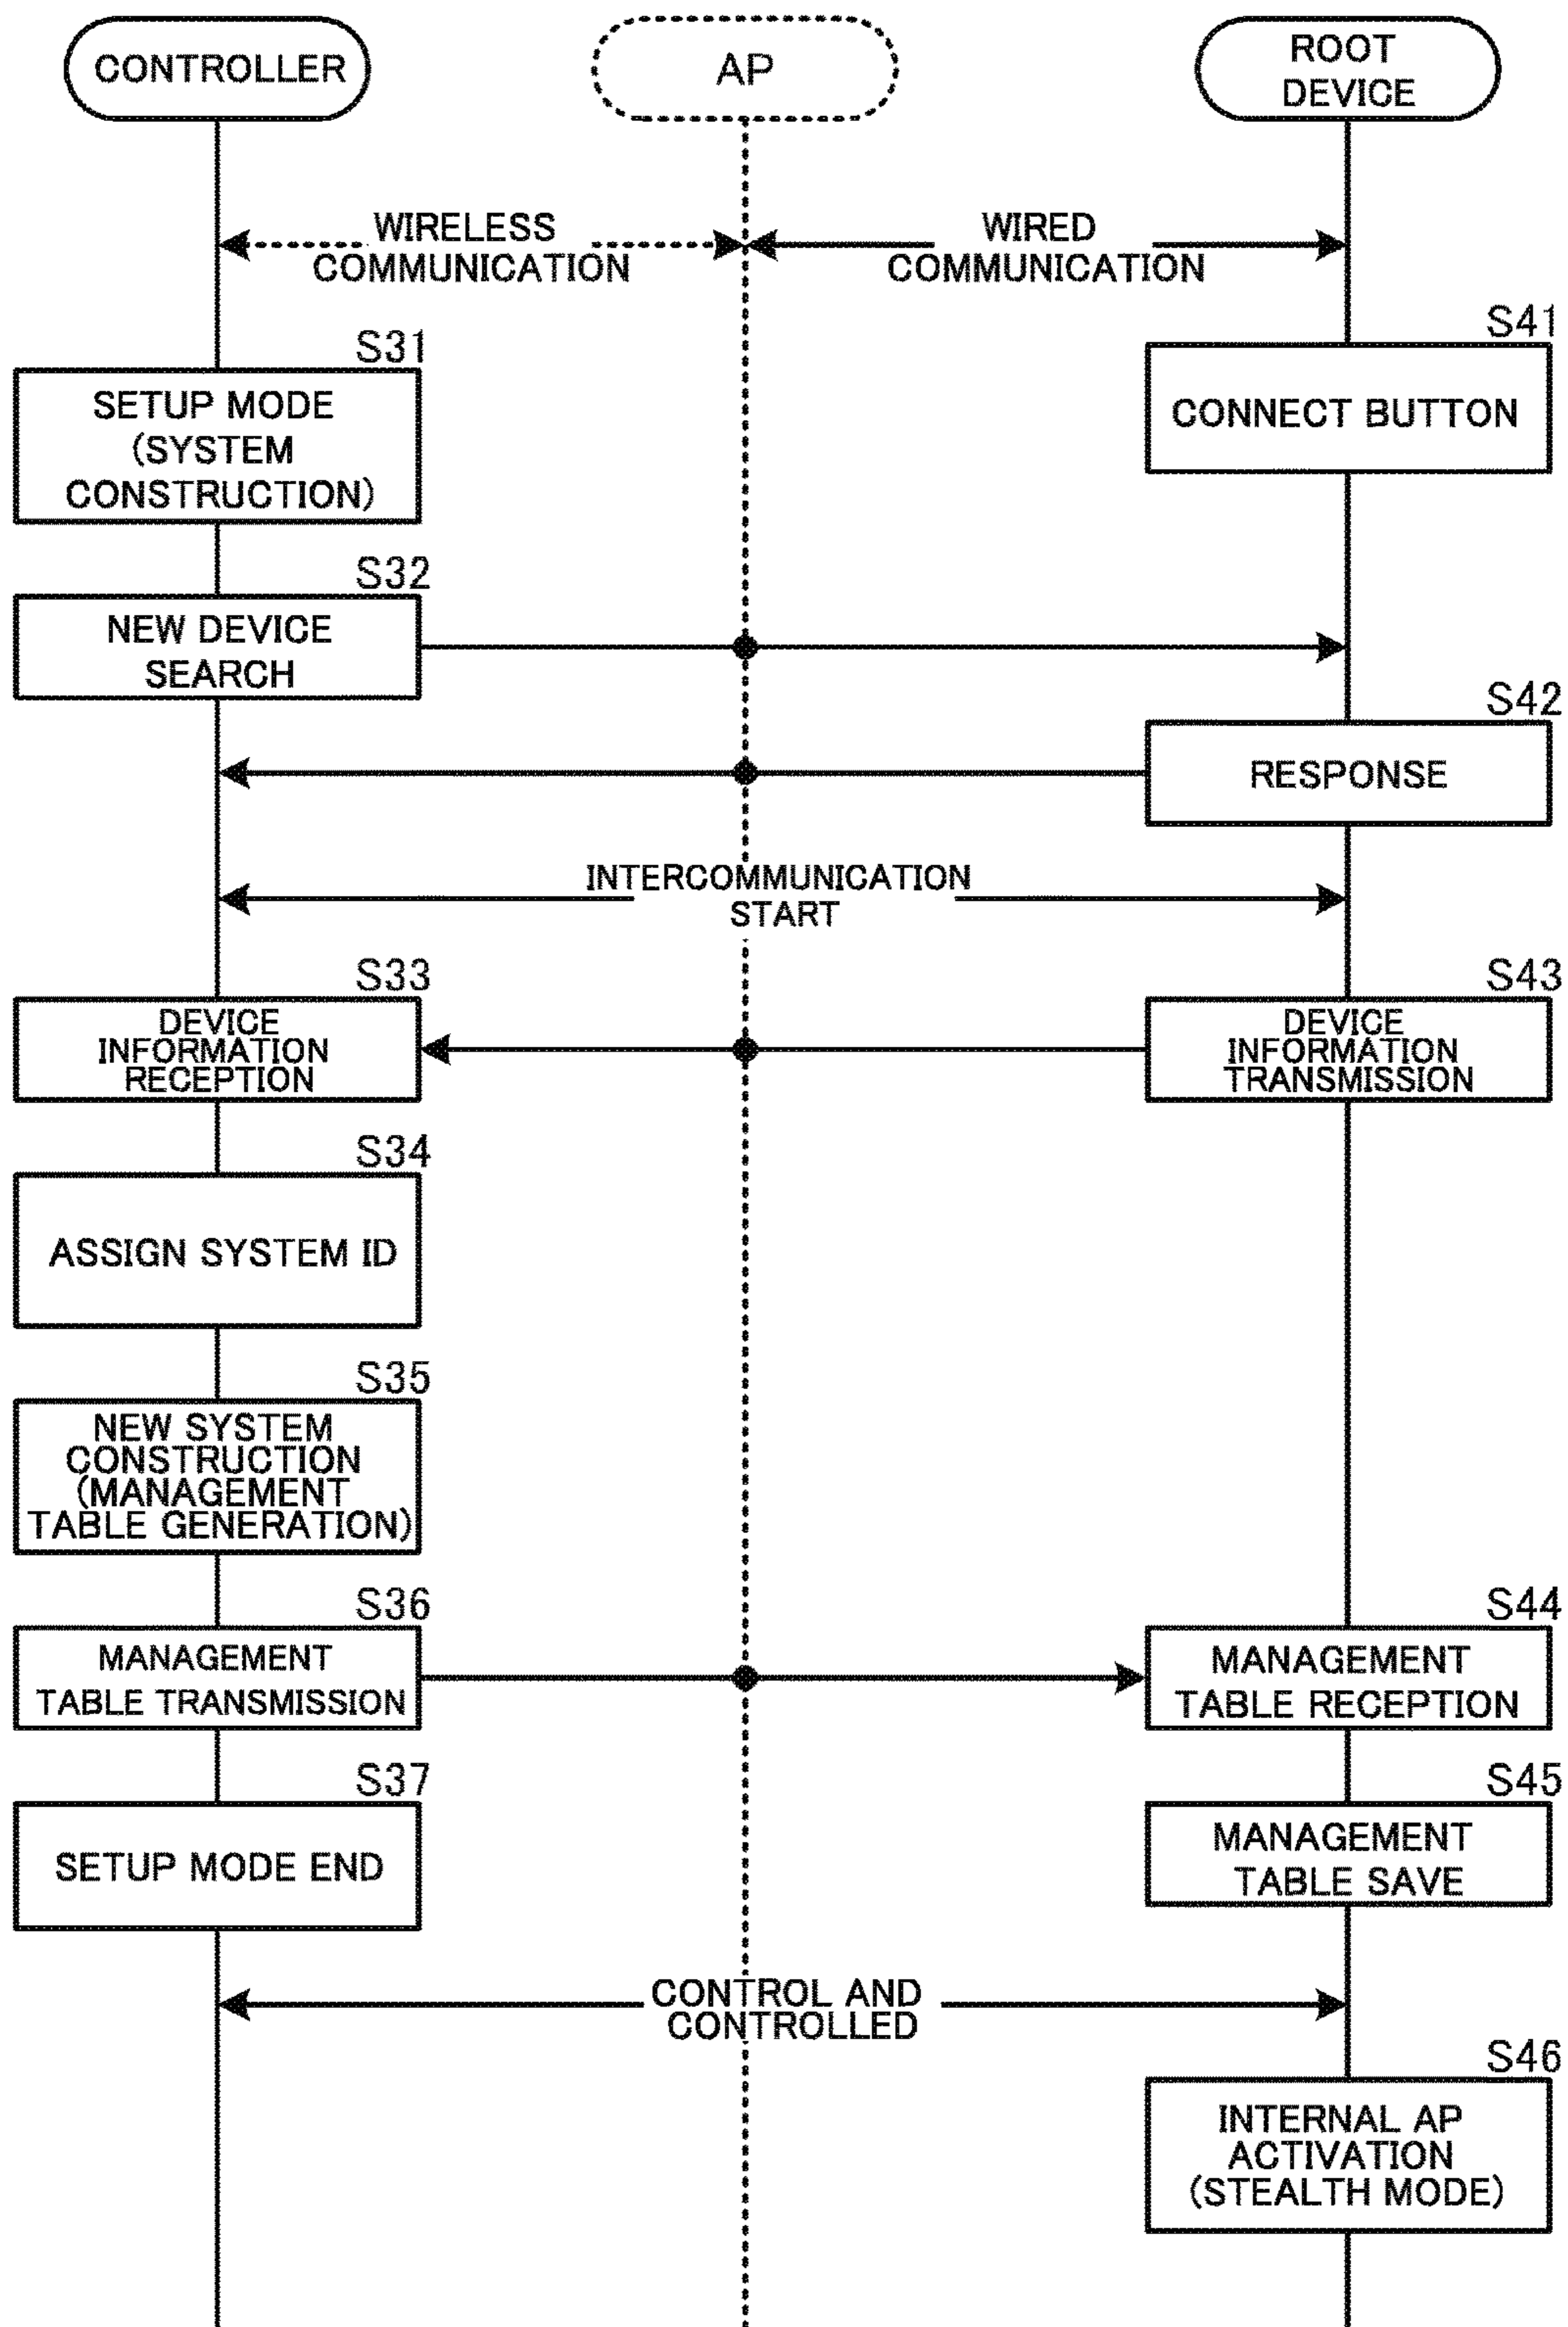 CONTROLLER
AP
ROOT
DEVICE
WIRELESS
COMMUNICATION
WIRED
COMMUNICATION
S41
CONNECT BUTTON
S31
SETUP MODE
(SYSTEM
CONSTRUCTION)
S32
NEW DEVICE
SEARCH
S42
RESPONSE
INTERCOMMUNICATION
START
S33
DEVICE
INFORMATION
RECEPTION
S43
DEVICE
INFORMATION
TRANSMISSION
S34
ASSIGN SYSTEM ID
S35
NEW SYSTEM
CONSTRUCTION
(MANAGEMENT
TABLE GENERATION)
S36
MANAGEMENT
TABLE TRANSMISSION
S44
MANAGEMENT
TABLE RECEPTION
S37
SETUP MODE END
S45
MANAGEMENT
TABLE SAVE
CONTROL AND
CONTROLLED
S46
INTERNAL AP
ACTIVATION
(STEALTH MODE)